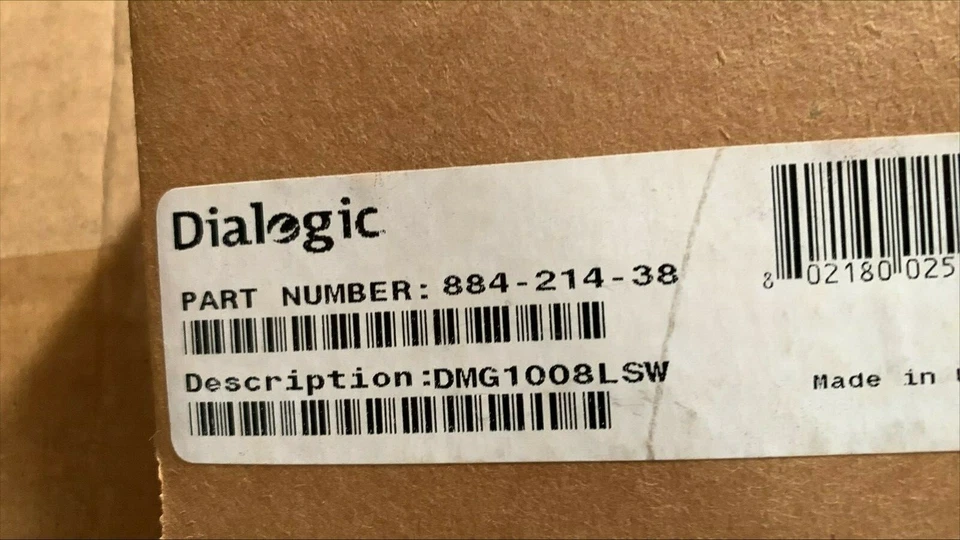 Dialogic
PART NUMBER: 884-214-38
Description:DMG1008LSW
8 02180 025
Made in